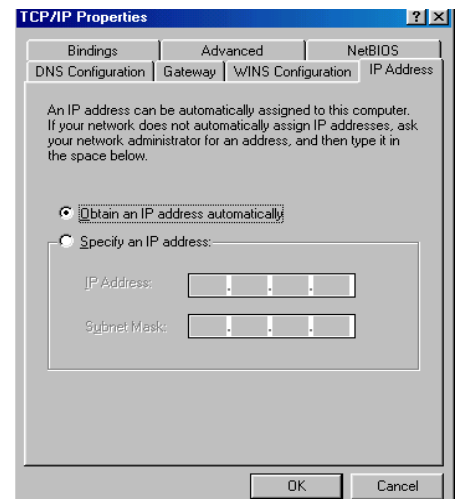 TCP/IP Properties
Bindings Advanced NetBIOS
DNS Configuration Gateway WINS Configuration IP Address
An IP address can be automatically assigned to this computer.
If your network does not automatically assign IP addresses, ask
your network administrator for an address, and then type it in
the space below.
Obtain an IP address automatically
Specify an IP address:
IP Address:
Subnet Mask:
OK Cancel